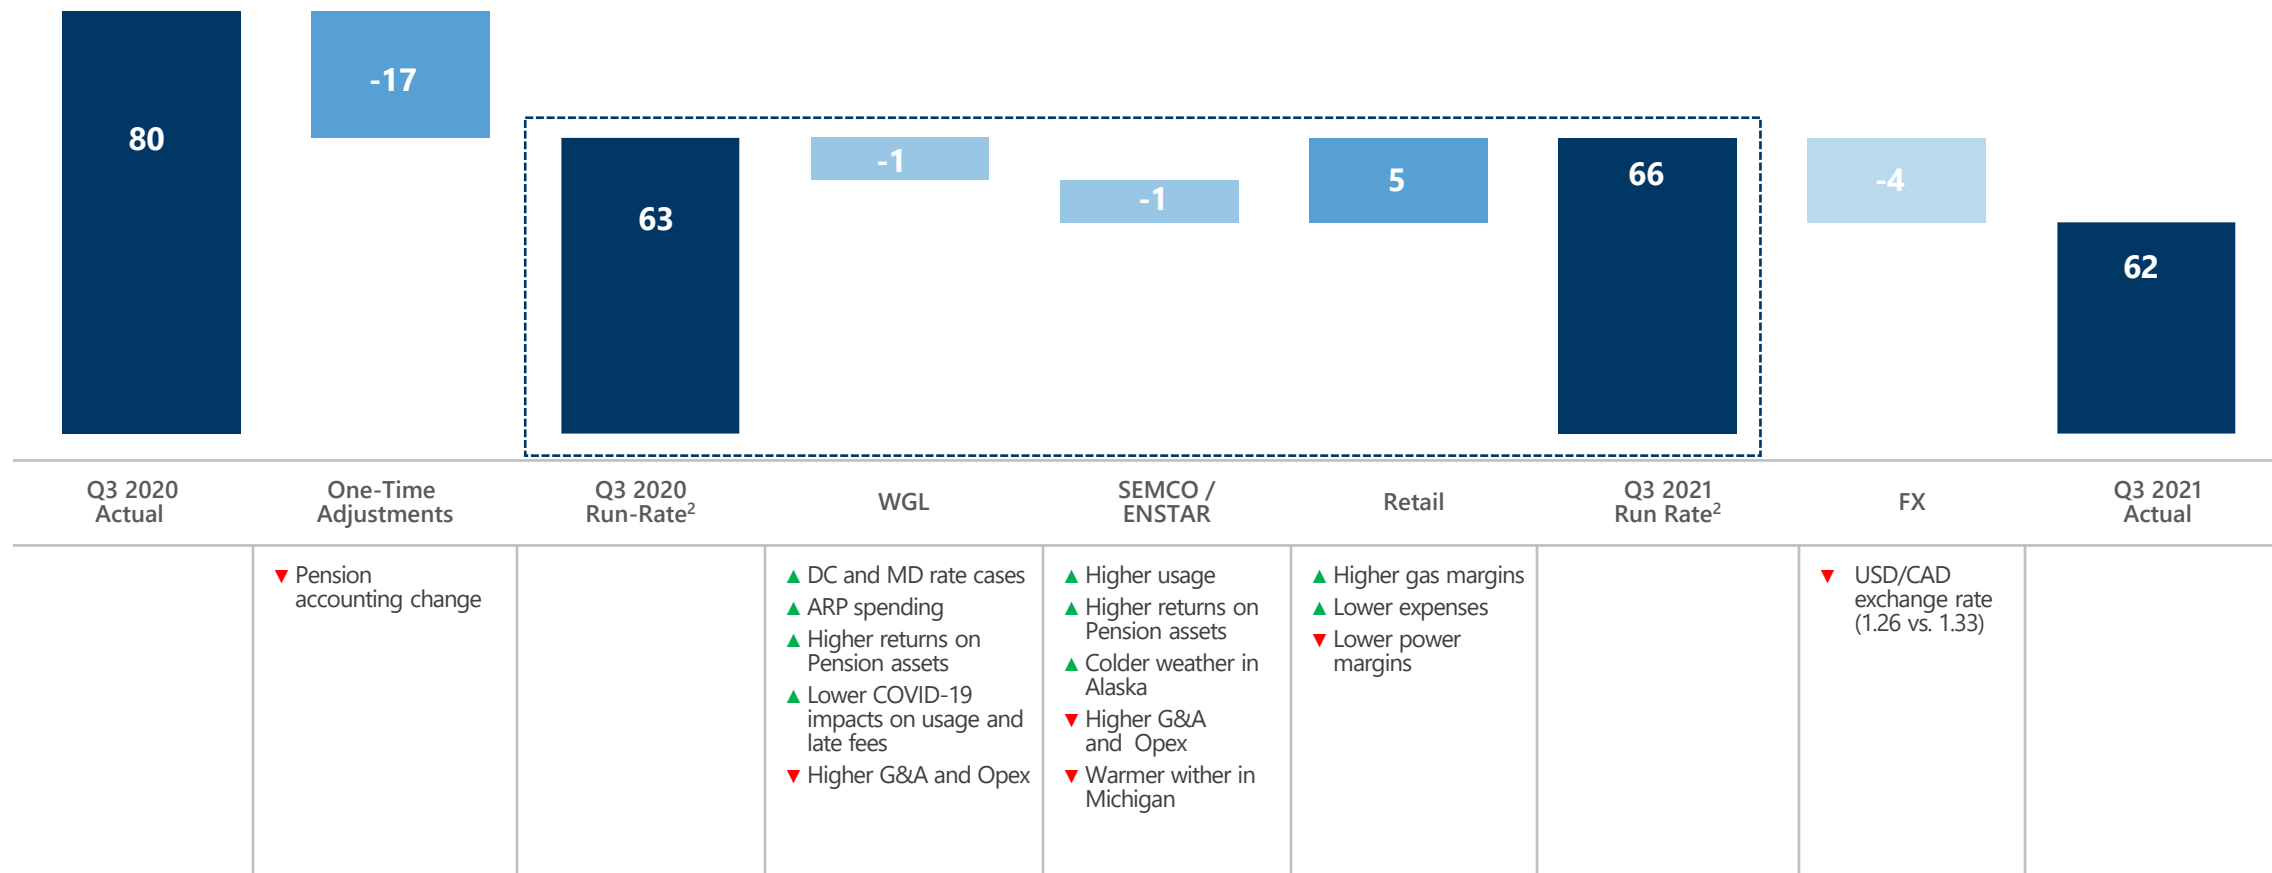 80
-17
63
-1
-1
5
66
-4
62
Q3 2020
Actual
One-Time
Adjustments
Q3 2020
Run-Rate²
WGL
SEMCO /
ENSTAR
Retail
Q3 2021
Run Rate²
FX
Q3 2021
Actual
▼ Pension
accounting change
▲ DC and MD rate cases
▲ ARP spending
▲ Higher returns on
Pension assets
▲ Lower COVID-19
impacts on usage and
late fees
▼ Higher G&A and Opex
▲ Higher usage
▲ Higher returns on
Pension assets
▲ Colder weather in
Alaska
▼ Higher G&A
and Opex
▼ Warmer wither in
Michigan
▲ Higher gas margins
▲ Lower expenses
▼ Lower power
margins
▼ USD/CAD
exchange rate
(1.26 vs. 1.33)